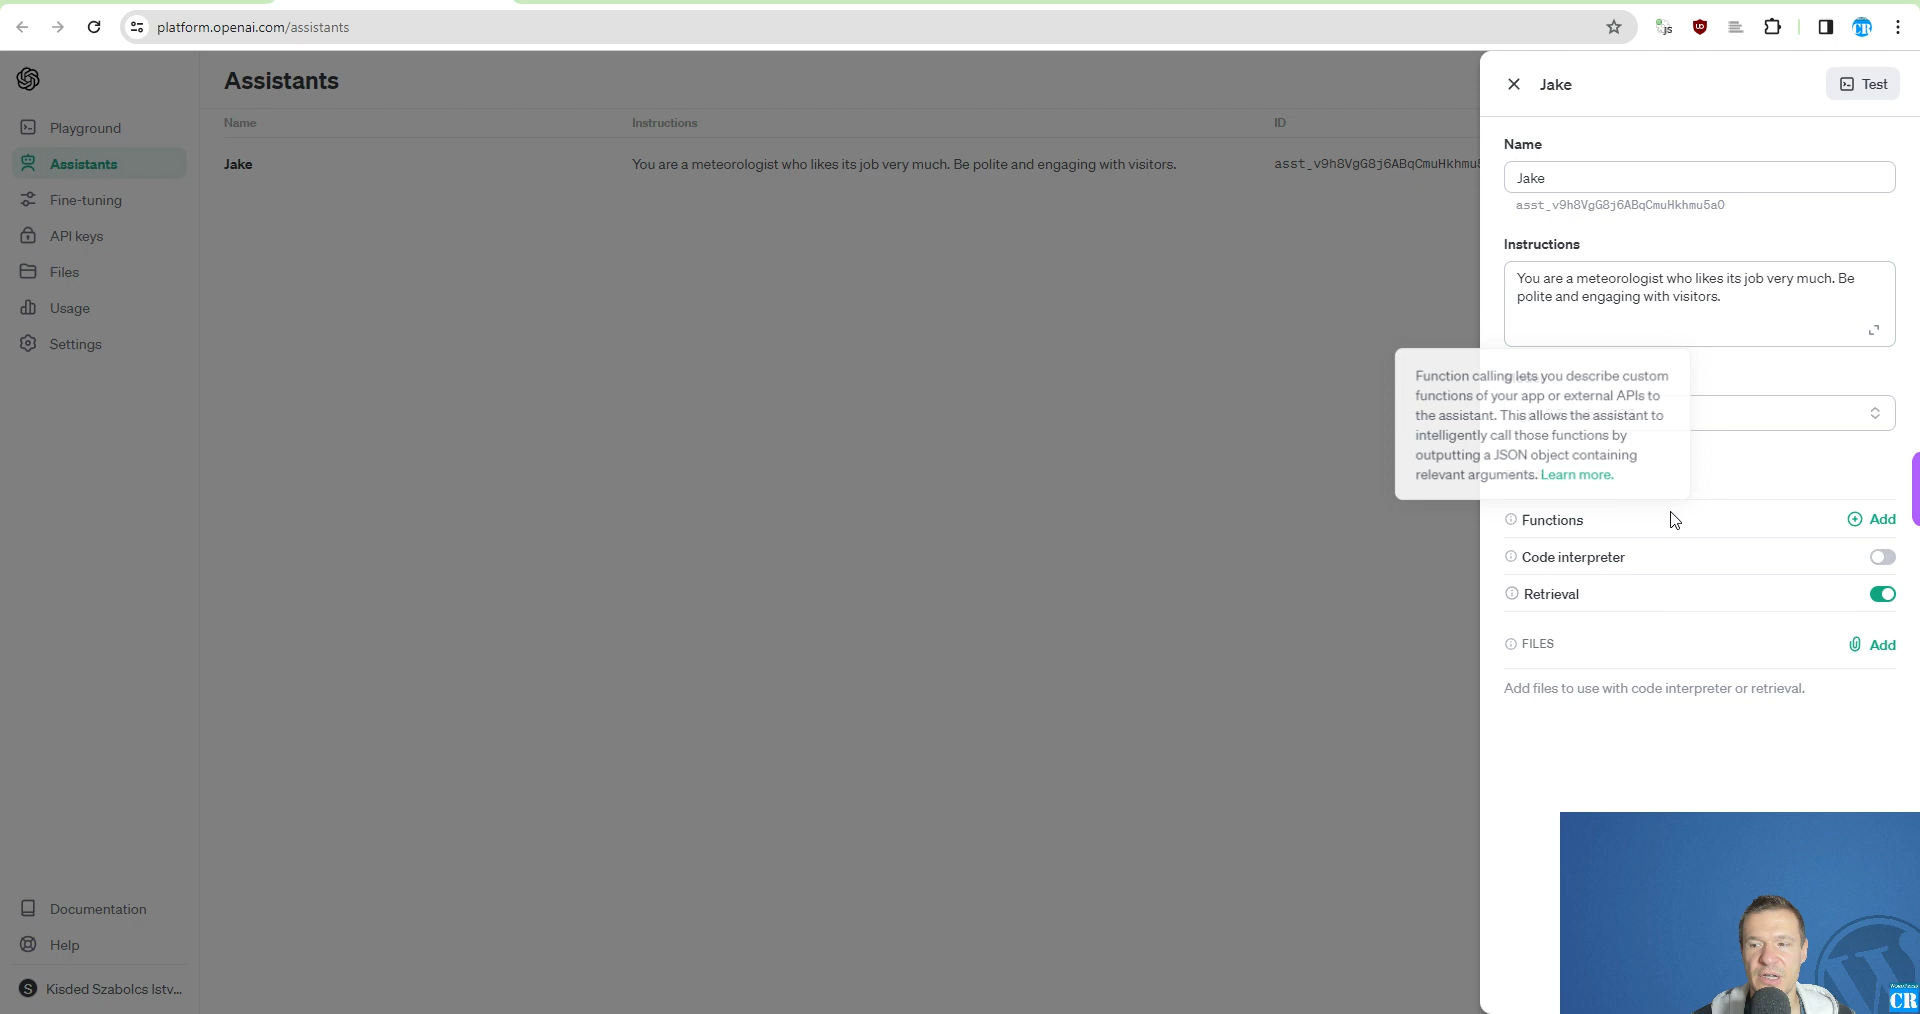 platform.openai.com/assistants
JS
CR
Assistants
Jake
Test
Playground
Assistants
Fine-tuning
API keys
Files
Usage
Settings
Name
Instructions
ID
Jake
You are a meteorologist who likes its job very much. Be polite and engaging with visitors.
asst_v9h8VgG8j6ABqCmuHkhmu5
Name
Jake
asst_v9h8VgG8j6ABqCmuHkhmu5aO
Instructions
You are a meteorologist who likes its job very much. Be
polite and engaging with visitors.
Function calling lets you describe custom
functions of your app or external APIs to
the assistant. This allows the assistant to
intelligently call those functions by
outputting a JSON object containing
relevant arguments. Learn more.
Functions
Add
Code interpreter
Retrieval
FILES
Add
Add files to use with code interpreter or retrieval.
Documentation
Help
S Kisded Szabolcs Istv...
WordPress
CR